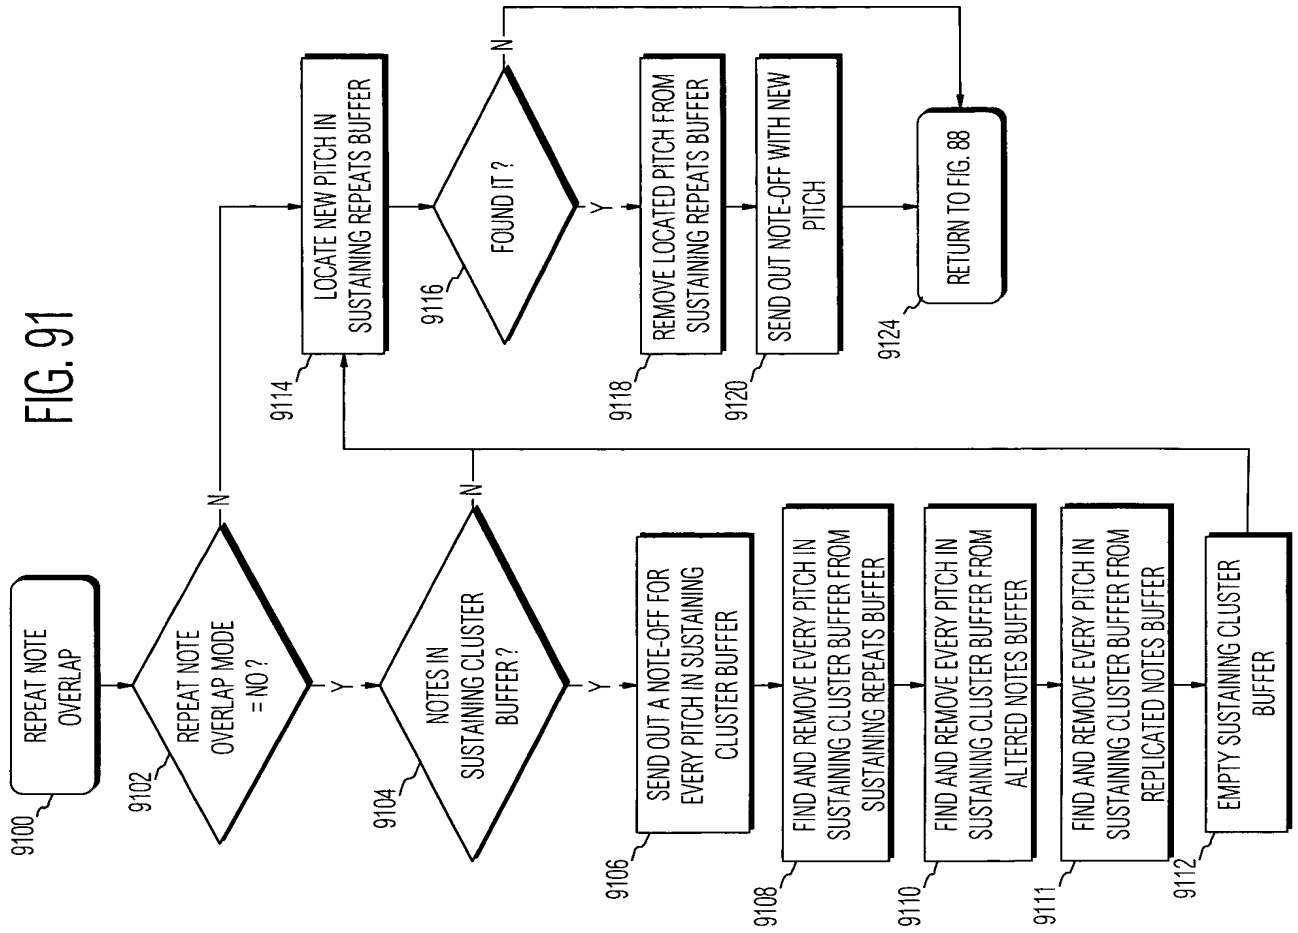 FIG. 91
REPEAT NOTE
OVERLAP
9100
REPEAT NOTE
OVERLAP MODE
= NO?
9102
N
Y
NOTES IN
SUSTAINING CLUSTER
BUFFER?
9104
N
Y
SEND OUT A NOTE-OFF FOR
EVERY PITCH IN SUSTAINING
CLUSTER BUFFER
9106
FIND AND REMOVE EVERY PITCH IN
SUSTAINING CLUSTER BUFFER FROM
SUSTAINING REPEATS BUFFER
9108
FIND AND REMOVE EVERY PITCH IN
SUSTAINING CLUSTER BUFFER FROM
ALTERED NOTES BUFFER
9110
FIND AND REMOVE EVERY PITCH IN
SUSTAINING CLUSTER BUFFER FROM
REPLICATED NOTES BUFFER
9111
EMPTY SUSTAINING CLUSTER
BUFFER
9112
LOCATE NEW PITCH IN
SUSTAINING REPEATS BUFFER
9114
FOUND IT?
9116
N
Y
REMOVE LOCATED PITCH FROM
SUSTAINING REPEATS BUFFER
9118
SEND OUT NOTE-OFF WITH NEW
PITCH
9120
RETURN TO FIG. 88
9124